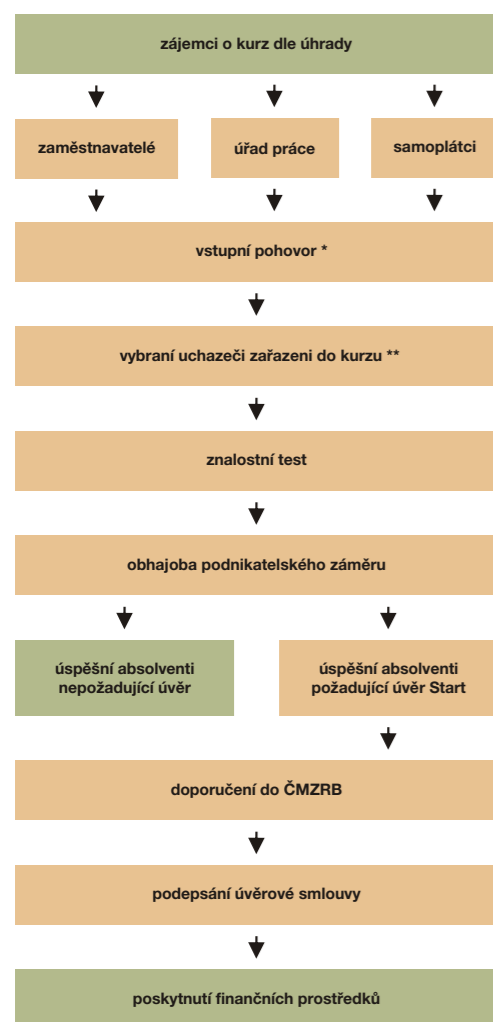 zájemci o kurz dle úhrady
zaměstnavatelé
úřad práce
samoplátci
vstupní pohovor *
vybraní uchazeči zařazeni do kurzu **
znalostní test
obhajoba podnikatelského záměru
úspěšní absolventi
nepožadující úvěr
úspěšní absolventi
požadující úvěr Start
doporučení do ČMZRB
podepsání úvěrové smlouvy
poskytnutí finančních prostředků